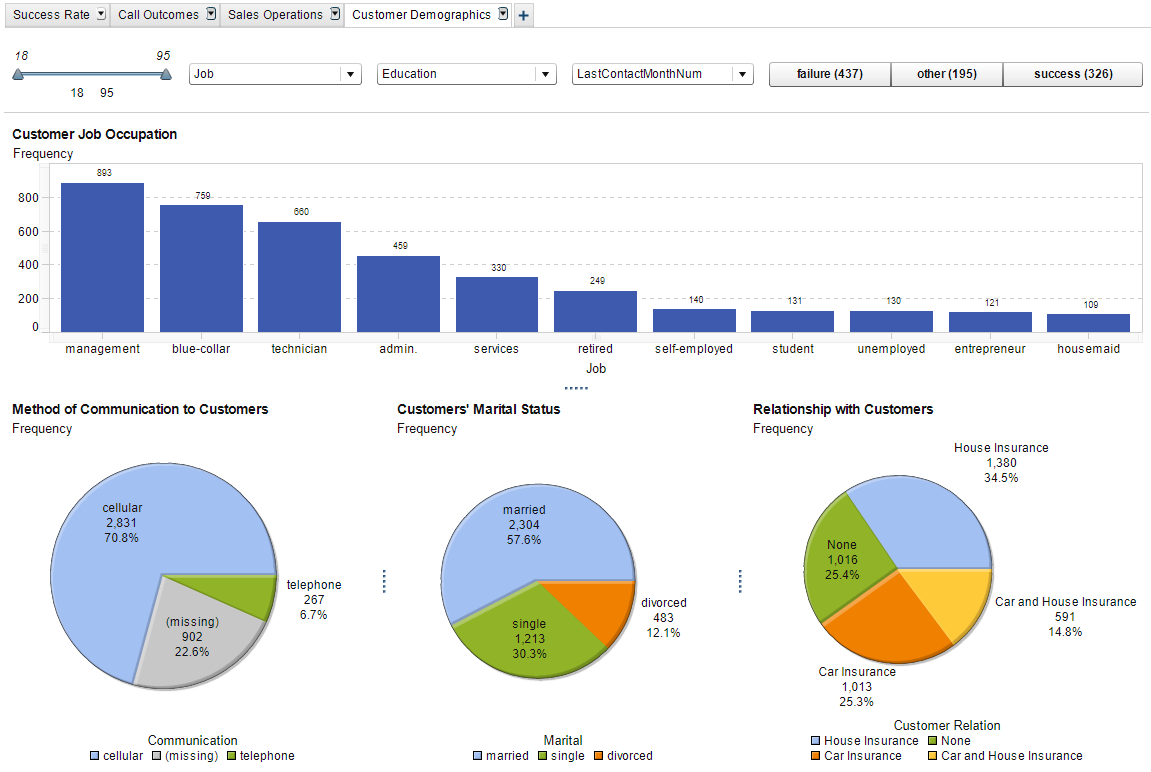 Success Rate Call Outcomes Sales Operations Customer Demographics +
18 95
18 95
Job Education LastContactMonthNum failure (437) other (195) success (326)
Customer Job Occupation
Frequency
893
800
759
660
600
459
400
330
249
200
140 131 130 121 109
0
management blue-collar technician admin. services retired self-employed student unemployed entrepreneur housemaid
Job
Method of Communication to Customers
Frequency
cellular
2,831
70.8%
telephone
267
6.7%
(missing)
902
22.6%
Communication
cellular (missing) telephone
Customers' Marital Status
Frequency
married
2,304
57.6%
divorced
483
12.1%
single
1,213
30.3%
Marital
married single divorced
Relationship with Customers
Frequency
House Insurance
1,380
34.5%
None
1,016
25.4%
Car and House Insurance
591
14.8%
Car Insurance
1,013
25.3%
Customer Relation
House Insurance None
Car Insurance Car and House Insurance